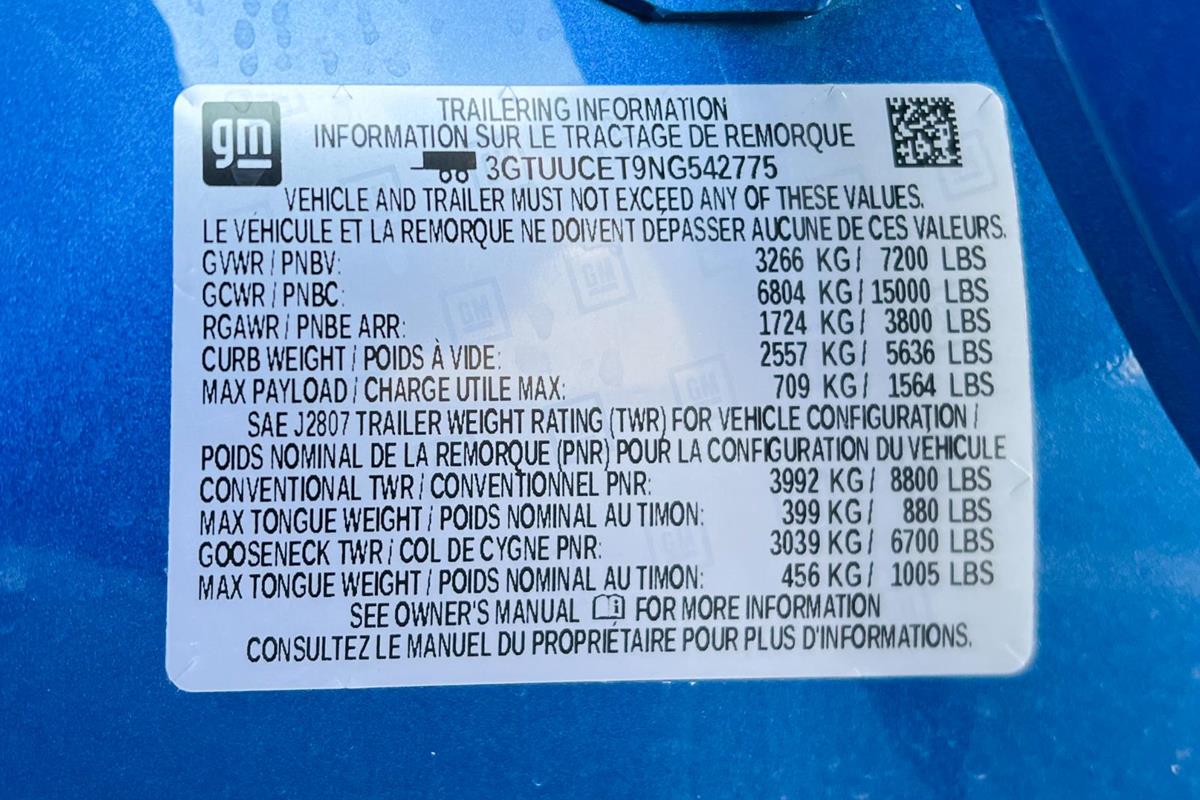 gm
TRAILERING INFORMATION
INFORMATION SUR LE TRACTAGE DE REMORQUE
3GTUUCET9NG542775
VEHICLE AND TRAILER MUST NOT EXCEED ANY OF THESE VALUES.
LE VÉHICULE ET LA REMORQUE NE DOIVENT DÉPASSER AUCUNE DE CES VALEURS.
GVWR / PNBV: 3266 KG / 7200 LBS
GCWR / PNBC: 6804 KG / 15000 LBS
RGAWR / PNBE ARR: 1724 KG / 3800 LBS
CURB WEIGHT / POIDS À VIDE: 2557 KG / 5636 LBS
MAX PAYLOAD / CHARGE UTILE MAX: 709 KG / 1564 LBS
SAE J2807 TRAILER WEIGHT RATING (TWR) FOR VEHICLE CONFIGURATION /
POIDS NOMINAL DE LA REMORQUE (PNR) POUR LA CONFIGURATION DU VÉHICULE
CONVENTIONAL TWR / CONVENTIONNEL PNR: 3992 KG / 8800 LBS
MAX TONGUE WEIGHT / POIDS NOMINAL AU TIMON: 399 KG / 880 LBS
GOOSENECK TWR / COL DE CYGNE PNR: 3039 KG / 6700 LBS
MAX TONGUE WEIGHT / POIDS NOMINAL AU TIMON: 456 KG / 1005 LBS
SEE OWNER'S MANUAL FOR MORE INFORMATION
CONSULTEZ LE MANUEL DU PROPRIÉTAIRE POUR PLUS D'INFORMATIONS.